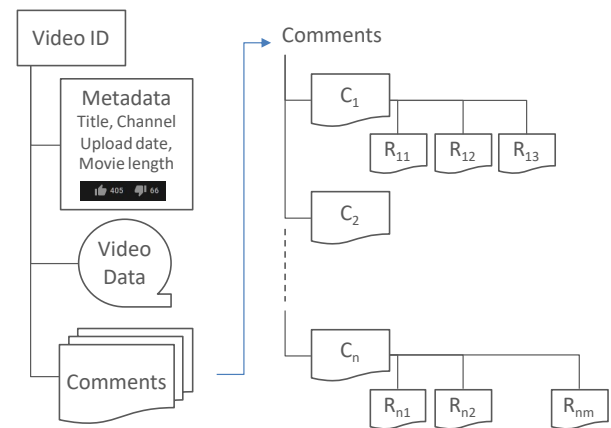 Video ID
Metadata
Title, Channel
Upload date,
Movie length
405 66
Video
Data
Comments
Comments
C₁
R₁₁ R₁₂ R₁₃
C₂
Cₙ
Rₙ₁ Rₙ₂ Rₙₘ